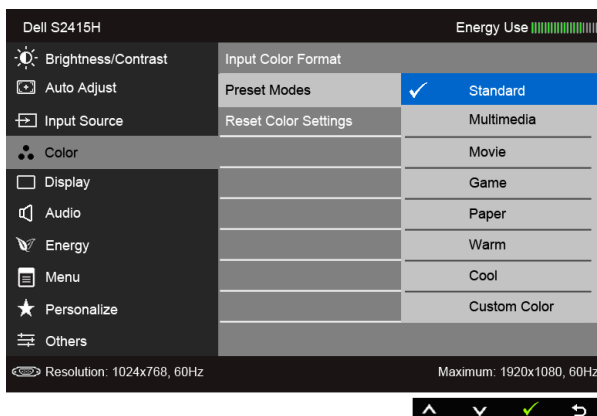 Dell S2415H Energy Use
Brightness/Contrast Input Color Format
Auto Adjust Preset Modes Standard
Input Source Reset Color Settings Multimedia
Color Movie
Display Game
Audio Paper
Energy Warm
Menu Cool
Personalize Custom Color
Others
Resolution: 1024x768, 60Hz Maximum: 1920x1080, 60Hz